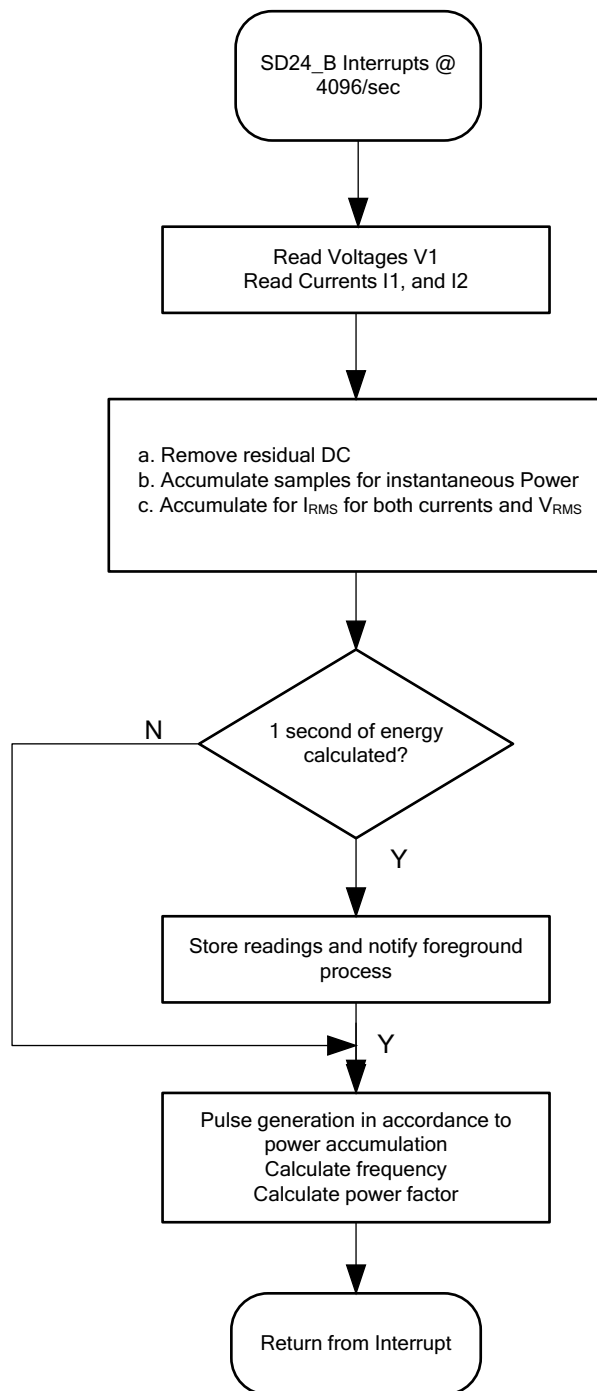 SD24_B Interrupts @
4096/sec
Read Voltages V1
Read Currents I1, and I2
a. Remove residual DC
b. Accumulate samples for instantaneous Power
c. Accumulate for IRMS for both currents and VRMS
N
1 second of energy
calculated?
Y
Store readings and notify foreground
process
Y
Pulse generation in accordance to
power accumulation
Calculate frequency
Calculate power factor
Return from Interrupt